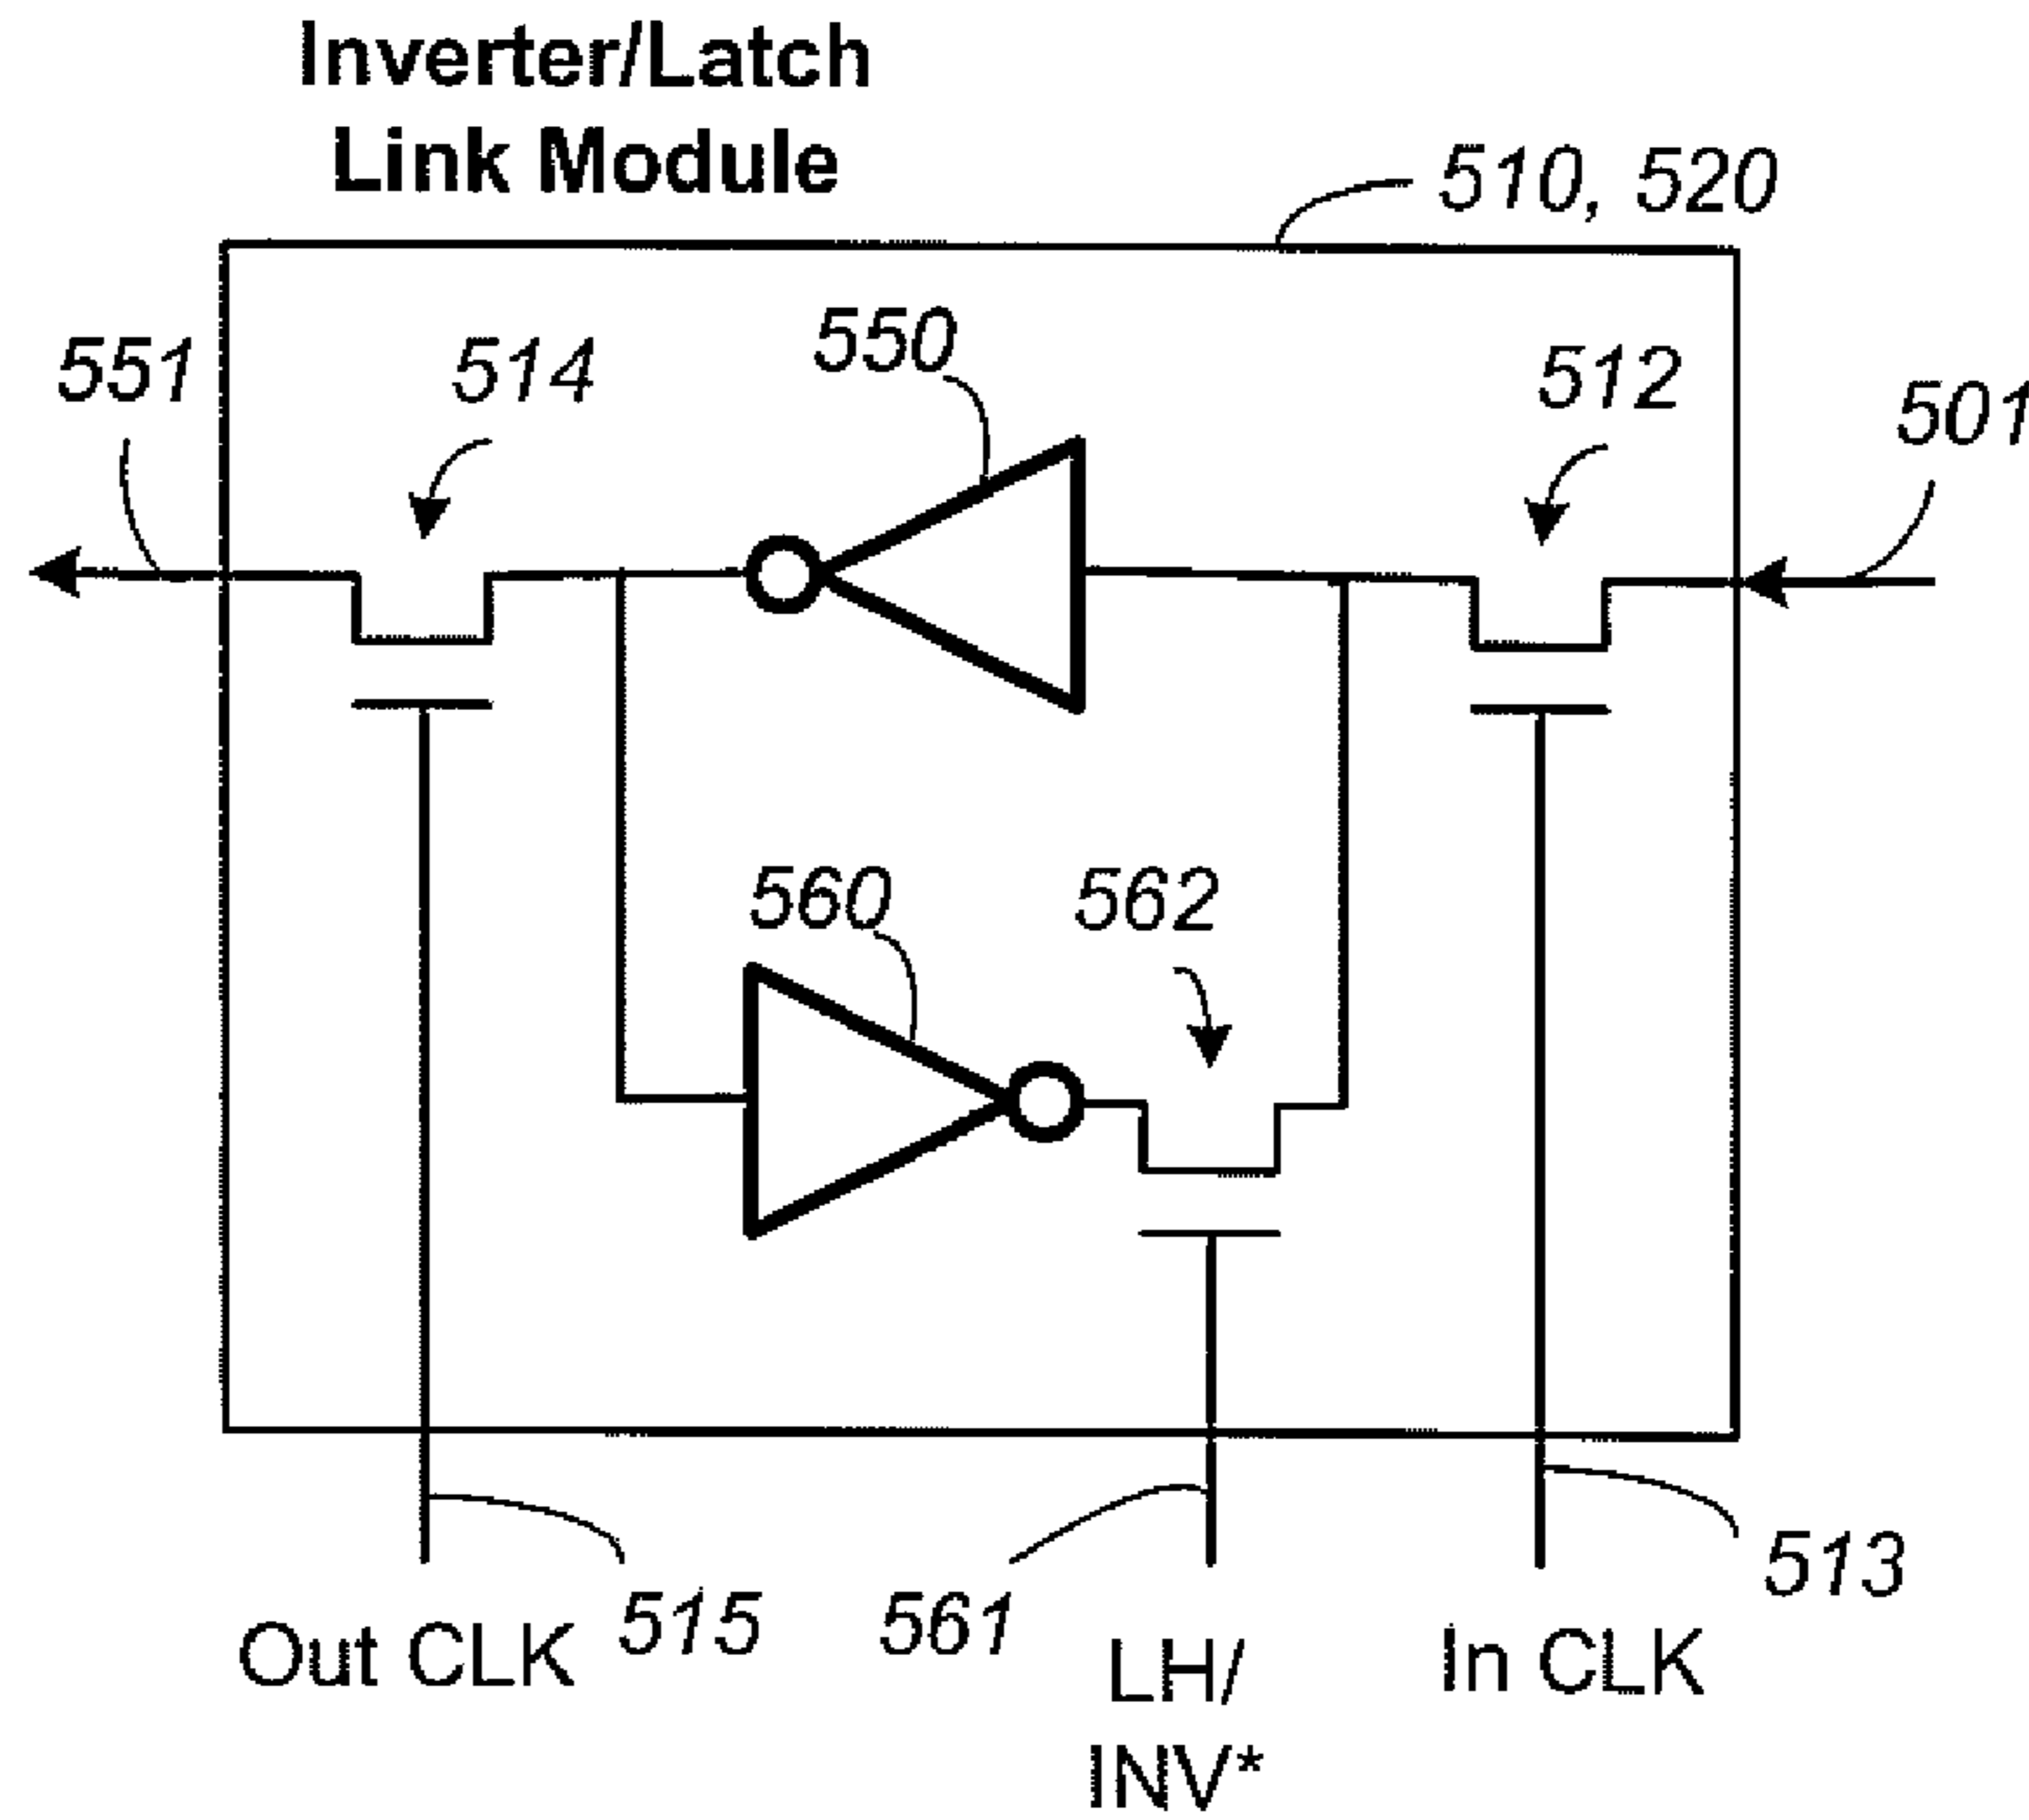 Inverter/Latch
Link Module
510, 520
551
514
550
512
501
560
562
515
561
513
Out CLK
LH/
INV*
In CLK